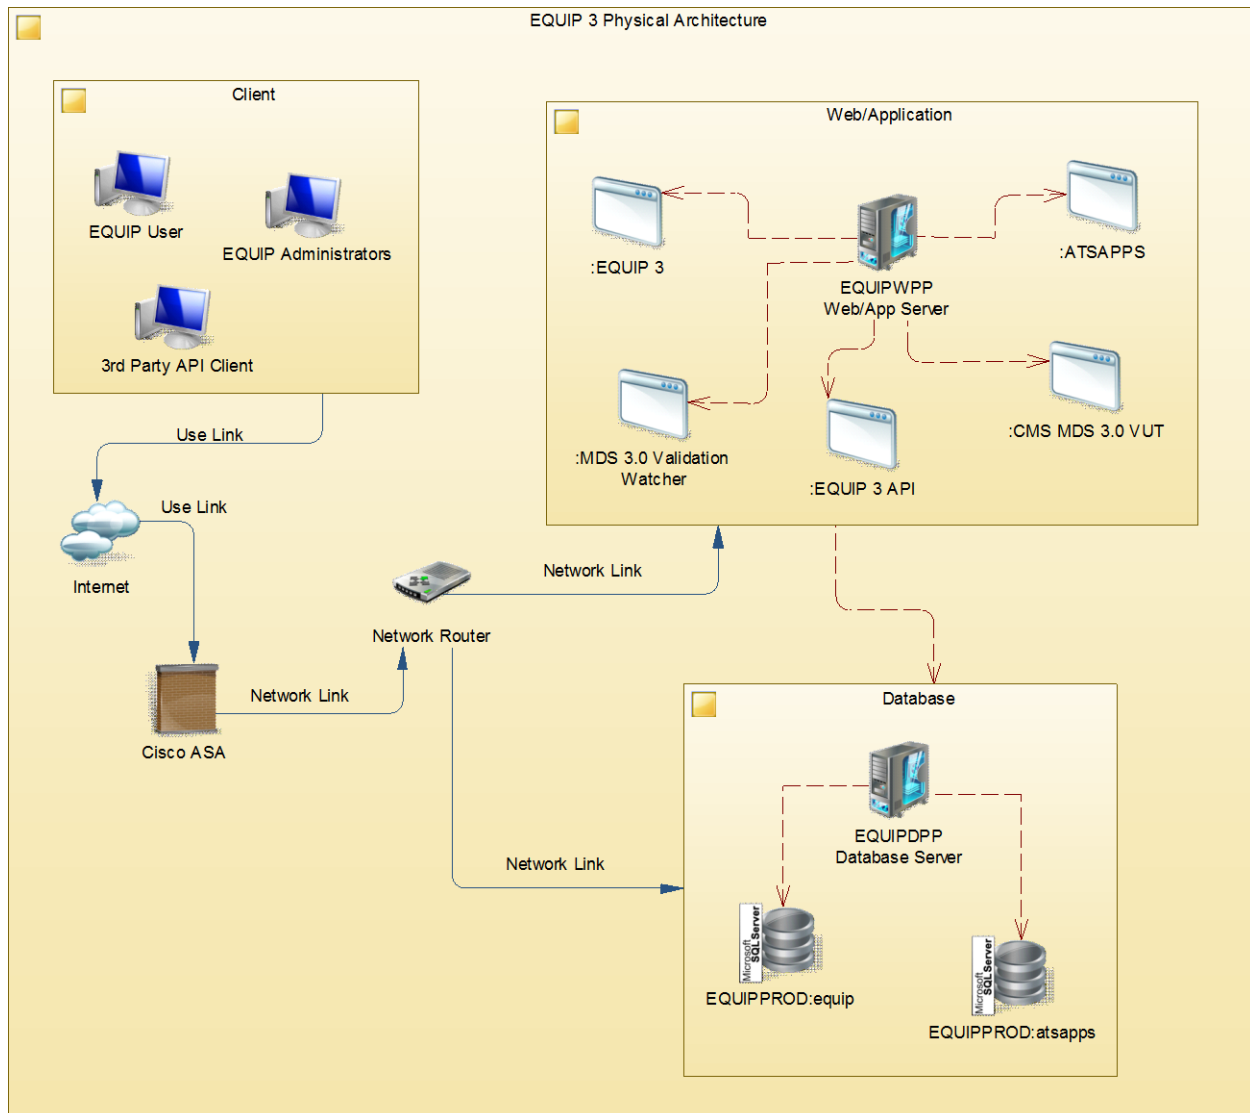 EQUIP 3 Physical Architecture
Client
EQUIP User
EQUIP Administrators
3rd Party API Client
Web/Application
:EQUIP 3
EQUIPWPP
Web/App Server
:ATSAPPS
:MDS 3.0 Validation
Watcher
:EQUIP 3 API
:CMS MDS 3.0 VUT
Use Link
Use Link
Internet
Network Link
Network Router
Network Link
Cisco ASA
Network Link
Database
EQUIPDPP
Database Server
Microsoft
SQL Server
EQUIPPROD:equip
Microsoft
SQL Server
EQUIPPROD:atsapps